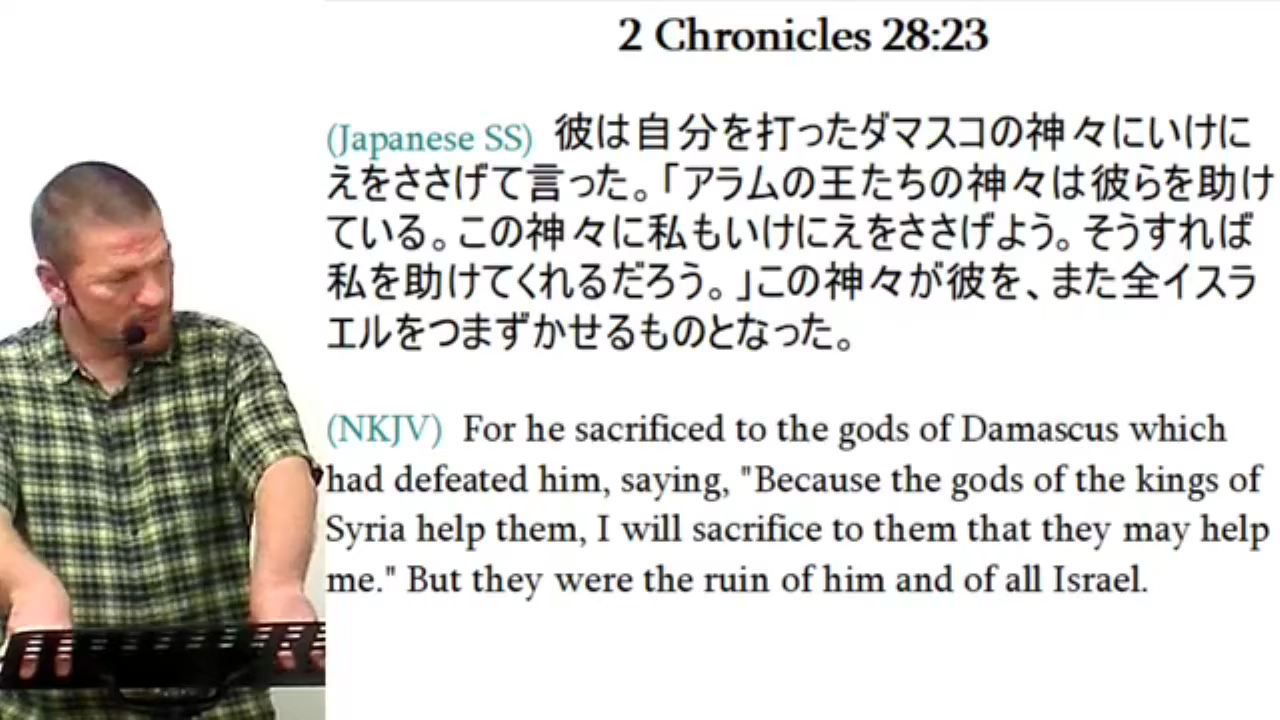 2 Chronicles 28:23
(Japanese SS) 彼は自分を打ったダマスコの神々にいけに
えをささげて言った。「アラムの王たちの神々は彼らを助け
ている。この神々に私もいけにえをささげよう。そうすれば
私を助けてくれるだろう。」この神々が彼を、また全イスラ
エルをつまずかせるものとなった。
(NKJV) For he sacrificed to the gods of Damascus which
had defeated him, saying, "Because the gods of the kings of
Syria help them, I will sacrifice to them that they may help
me." But they were the ruin of him and of all Israel.